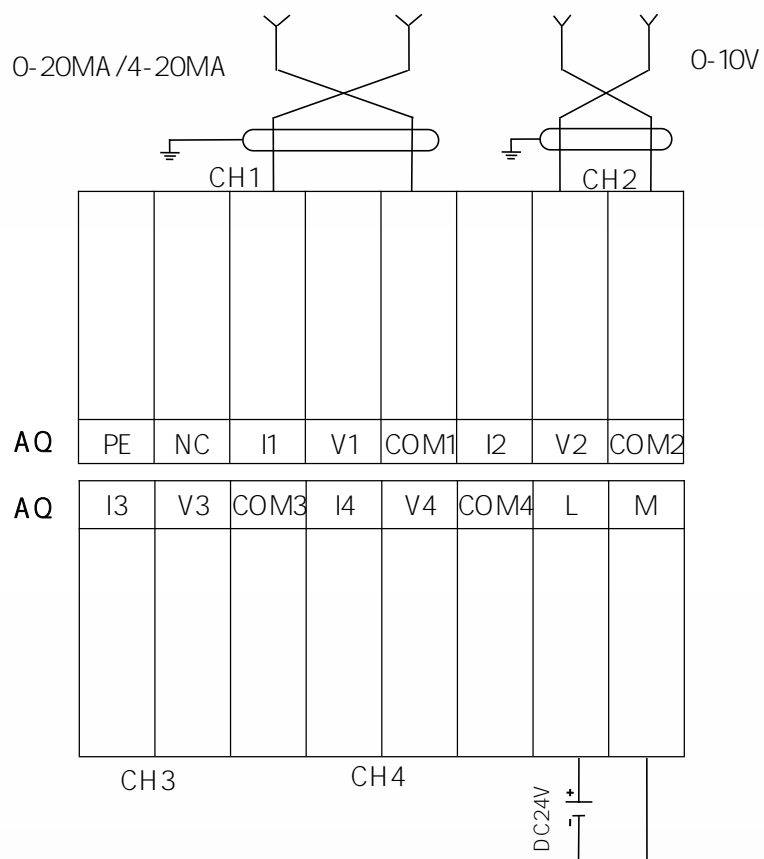 0-20MA/4-20MA
0-10V
CH1
CH2
AQ PE NC I1 V1 COM1 I2 V2 COM2
AQ I3 V3 COM3 I4 V4 COM4 L M
CH3
CH4
DC24V
+
-